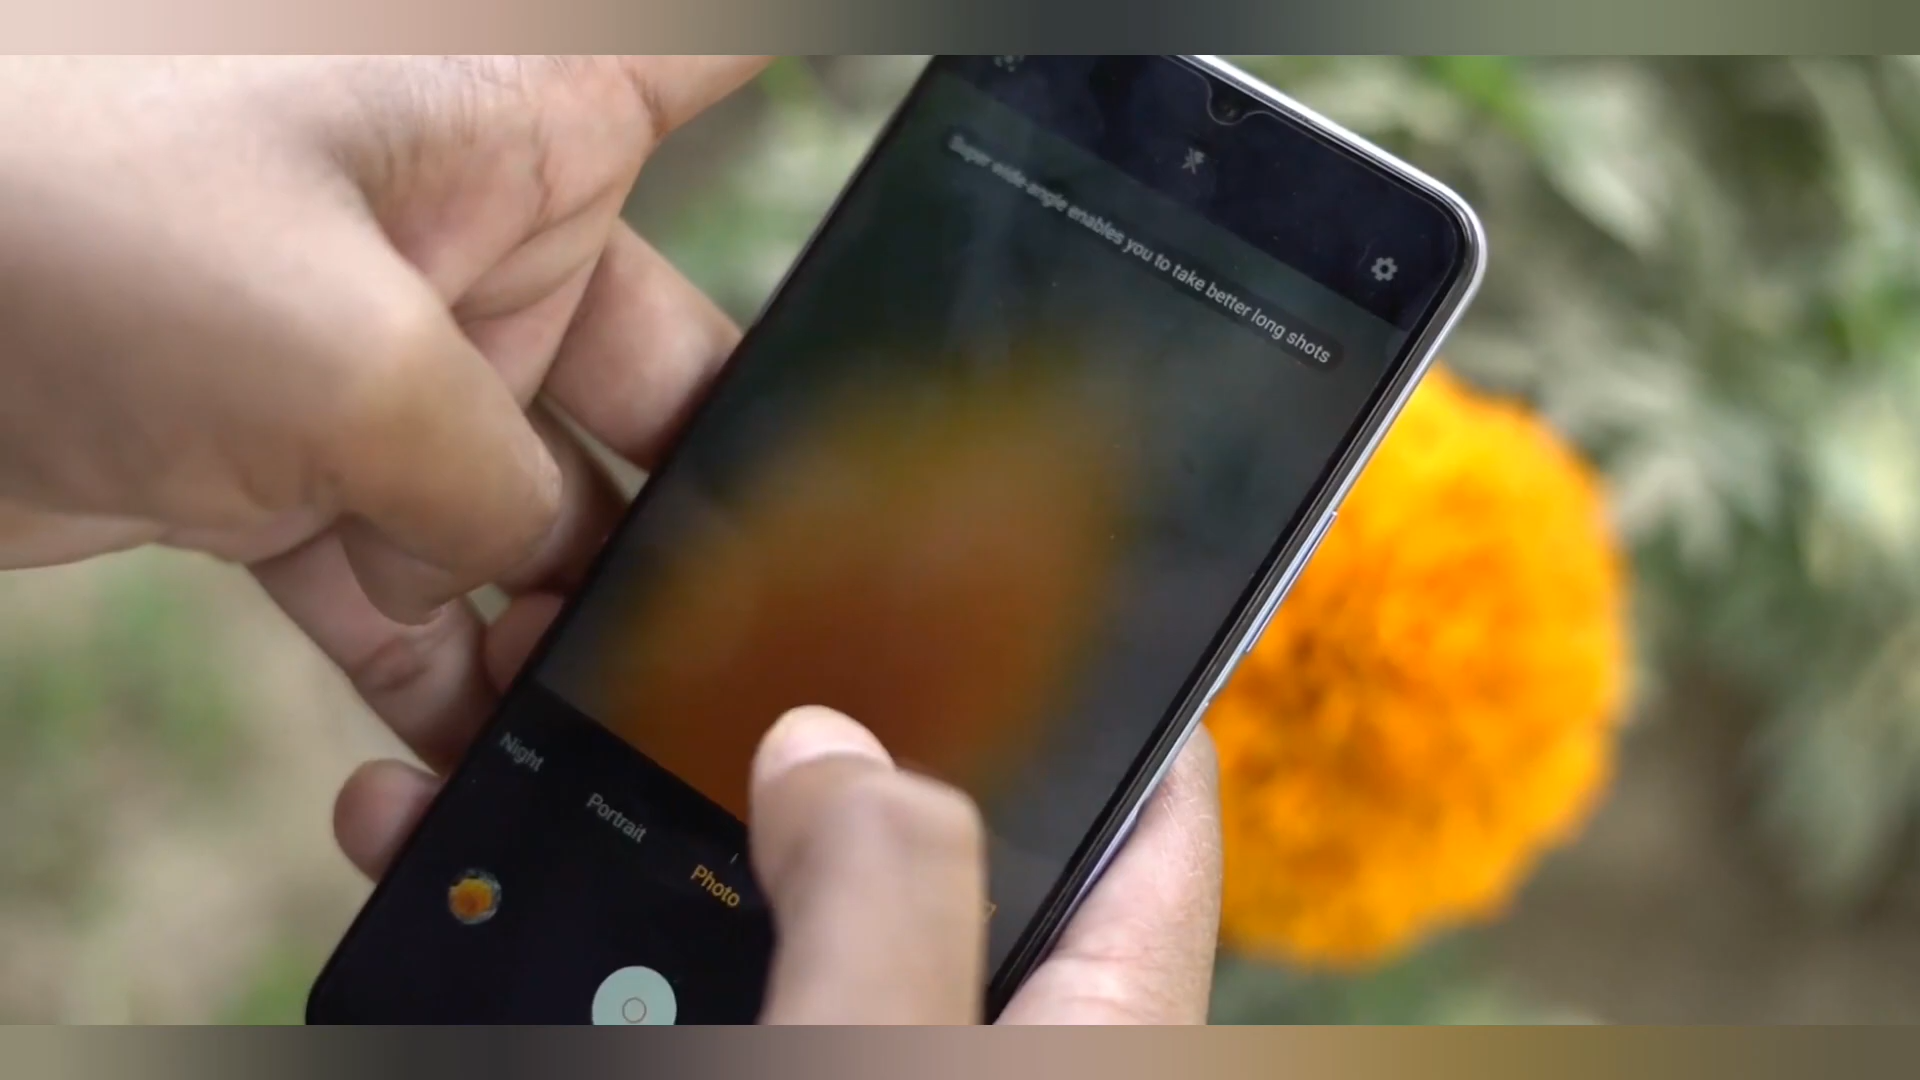 Super wide-angle enables you to take better long shots
Night
Portrait
Photo